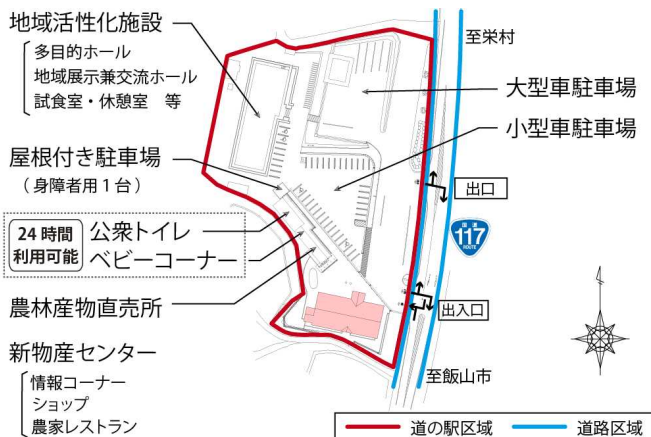 地域活性化施設
多目的ホール
地域展示兼交流ホール
試食室・休憩室　等
屋根付き駐車場
（身障者用1台）
24時間
利用可能
公衆トイレ
ベビーコーナー
農林産物直売所
新物産センター
情報コーナー
ショップ
農家レストラン
至栄村
大型車駐車場
小型車駐車場
出口
国道
117
ROUTE
出入口
至飯山市
道の駅区域
道路区域